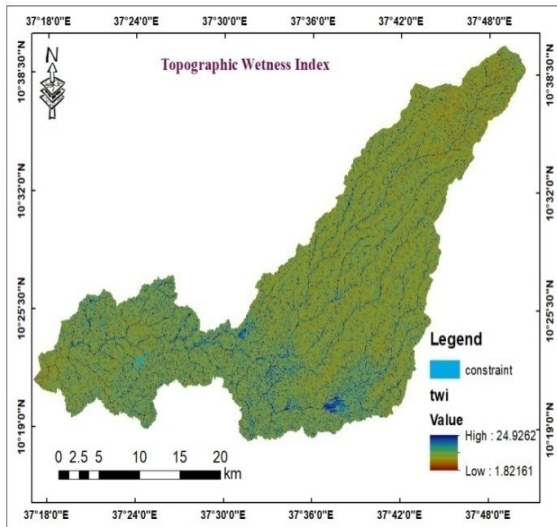 37°18'0"N 37°24'0"N 37°30'0"N 37°36'0"N 37°42'0"N 37°48'0"N
N
Topographic Wetness Index
10°38'30"N 10°38'30"N
10°32'0"N 10°32'0"N
10°25'30"N 10°25'30"N
10°19'0"N 10°19'0"N
Legend
constraint
twi
Value
High : 24.9262
Low : 1.82161
0 2.5 5 10 15 20
km
37°18'0"N 37°24'0"N 37°30'0"N 37°36'0"N 37°42'0"N 37°48'0"N